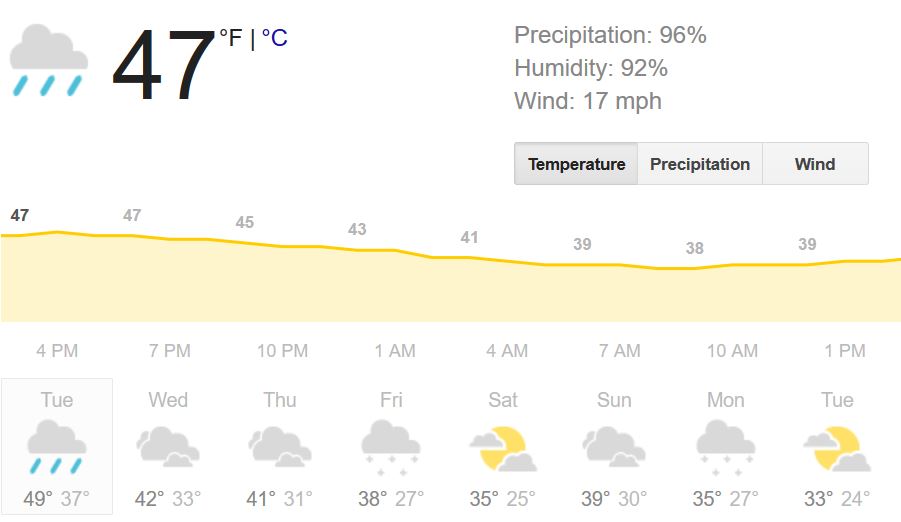 47 °F | °C
Precipitation: 96%
Humidity: 92%
Wind: 17 mph
Temperature Precipitation Wind
47 47 45 43 41 39 38 39
4 PM 7 PM 10 PM 1 AM 4 AM 7 AM 10 AM 1 PM
Tue Wed Thu Fri Sat Sun Mon Tue
49° 37° 42° 33° 41° 31° 38° 27° 35° 25° 39° 30° 35° 27° 33° 24°